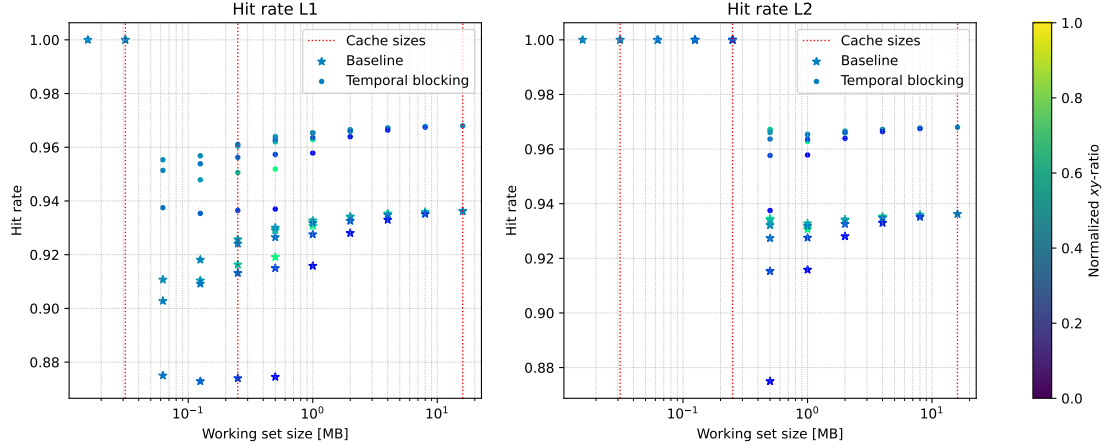 Hit rate L1
Hit rate
1.00
0.98
0.96
0.94
0.92
0.90
0.88
Cache sizes
Baseline
Temporal blocking
10⁻¹
10⁰
10¹
Working set size [MB]
Hit rate L2
Hit rate
1.00
0.98
0.96
0.94
0.92
0.90
0.88
Cache sizes
Baseline
Temporal blocking
10⁻¹
10⁰
10¹
Working set size [MB]
1.0
0.8
0.6
0.4
0.2
0.0
Normalized xy-ratio